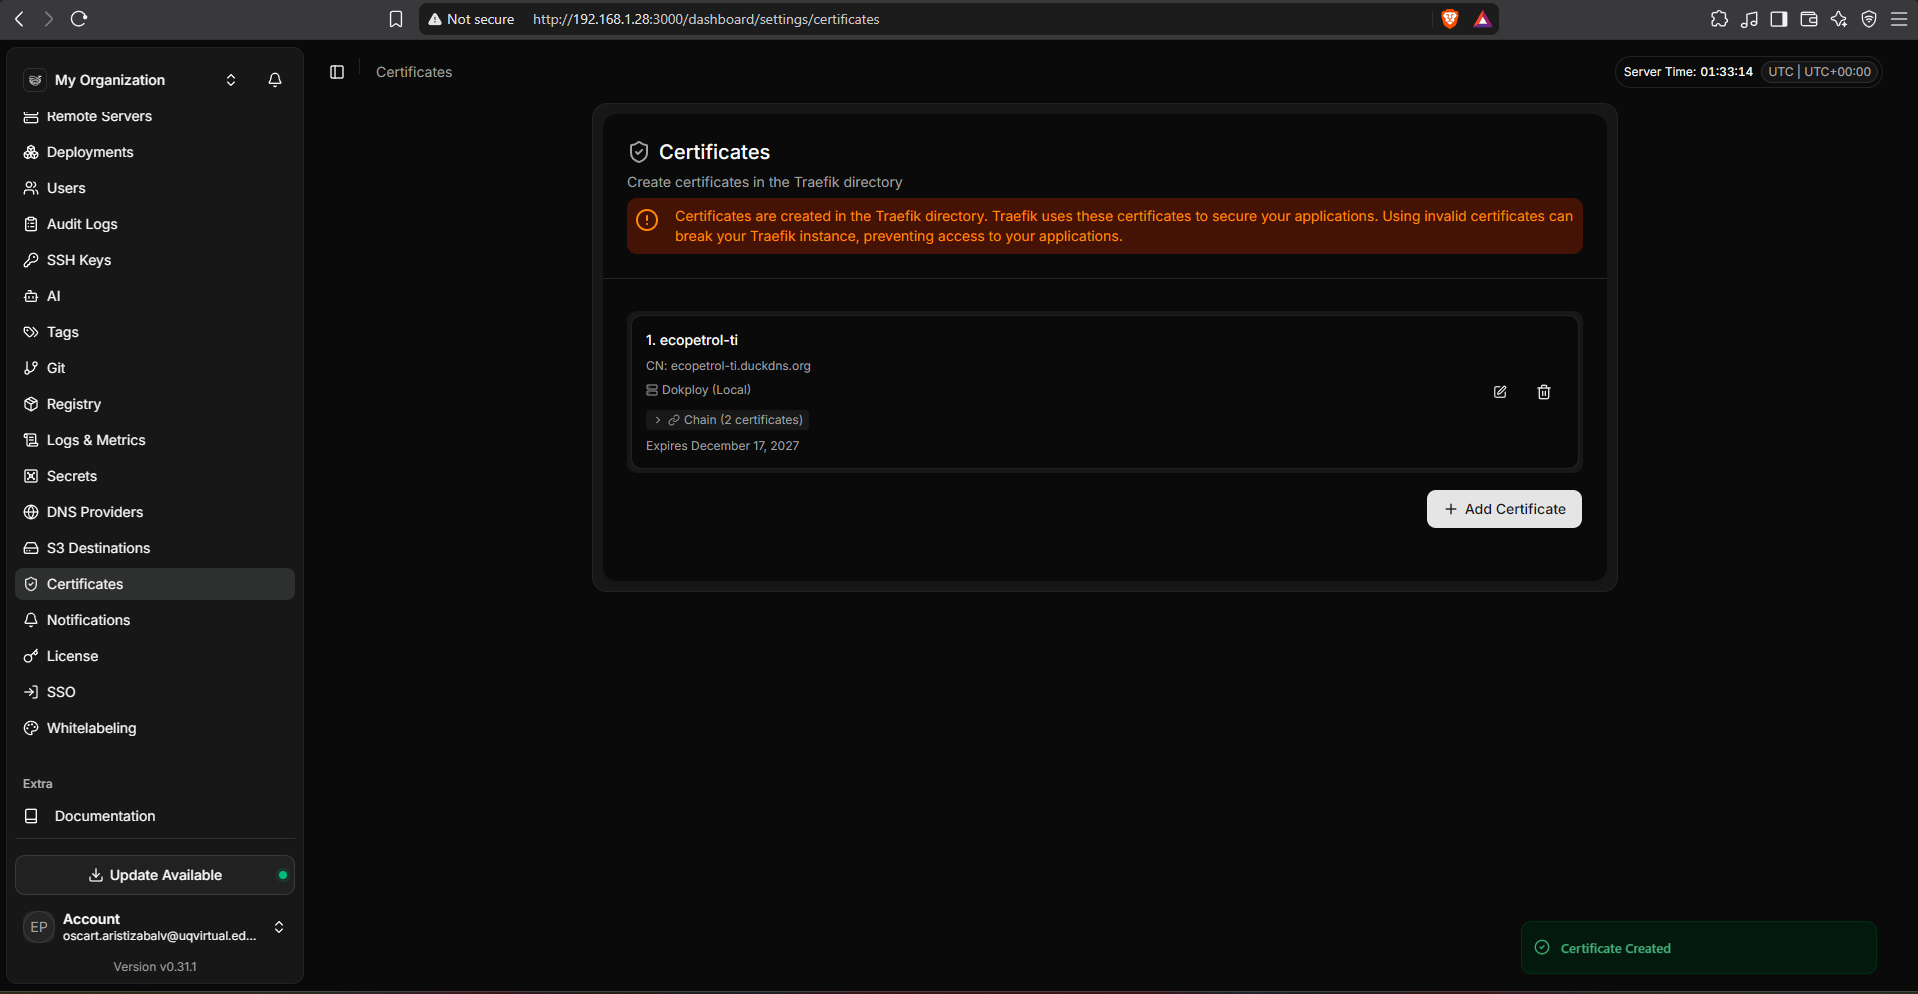 Not secure
http://192.168.1.28:3000/dashboard/settings/certificates
My Organization
Remote Servers
Deployments
Users
Audit Logs
SSH Keys
AI
Tags
Git
Registry
Logs & Metrics
Secrets
DNS Providers
S3 Destinations
Certificates
Notifications
License
SSO
Whitelabeling
Extra
Documentation
Update Available
EP
Account
oscart.aristizabalv@uqvirtual.ed...
Version v0.31.1
Certificates
Server Time: 01:33:14
UTC | UTC+00:00
Certificates
Create certificates in the Traefik directory
Certificates are created in the Traefik directory. Traefik uses these certificates to secure your applications. Using invalid certificates can
break your Traefik instance, preventing access to your applications.
1. ecopetrol-ti
CN: ecopetrol-ti.duckdns.org
Dokploy (Local)
Chain (2 certificates)
Expires December 17, 2027
Add Certificate
Certificate Created